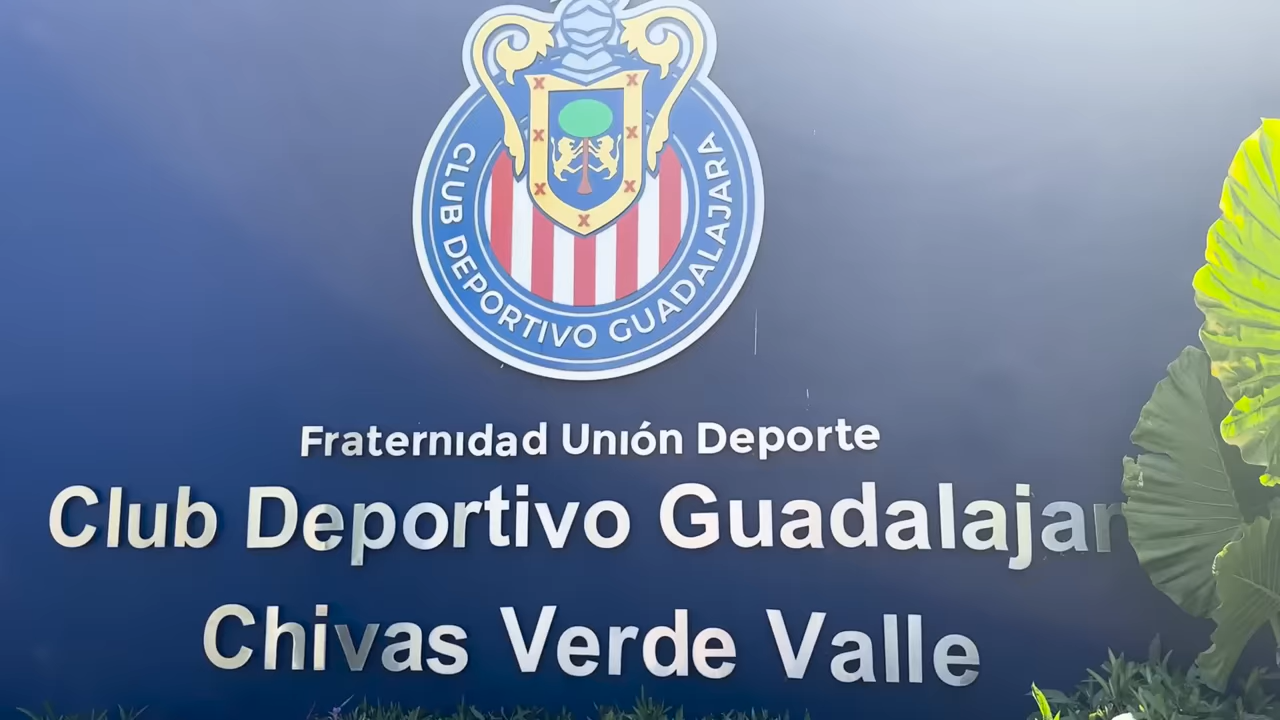 CLUB DEPORTIVO GUADALAJARA
Fraternidad Unión Deporte
Club Deportivo Guadalajar
Chivas Verde Valle